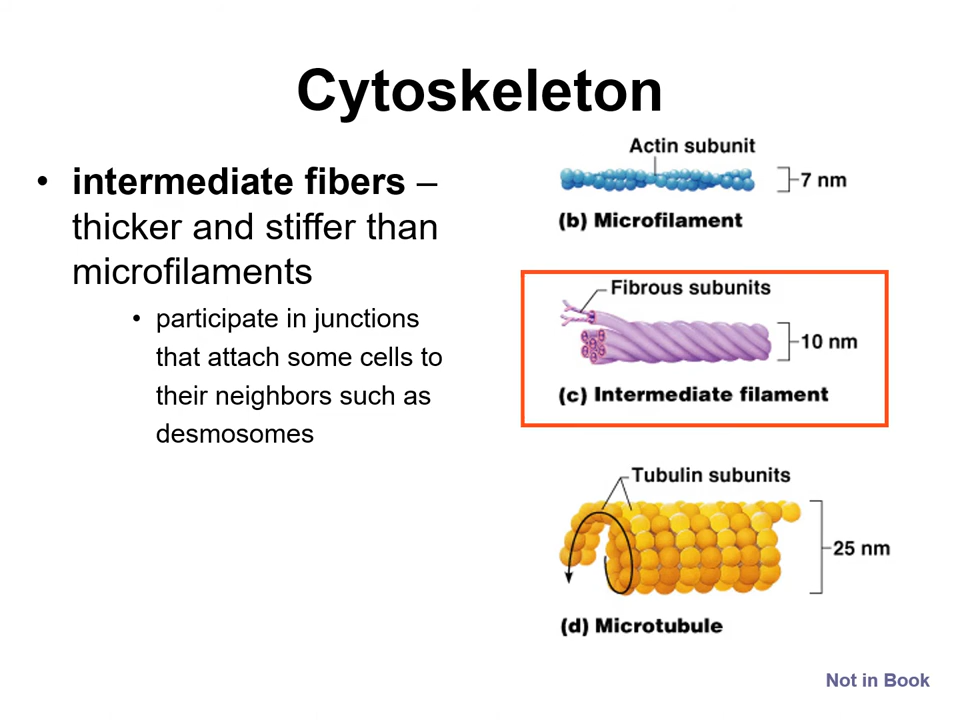 Cytoskeleton
• intermediate fibers –
thicker and stiffer than
microfilaments
• participate in junctions
that attach some cells to
their neighbors such as
desmosomes
Actin subunit
7 nm
(b) Microfilament
Fibrous subunits
10 nm
(c) Intermediate filament
Tubulin subunits
25 nm
(d) Microtubule
Not in Book